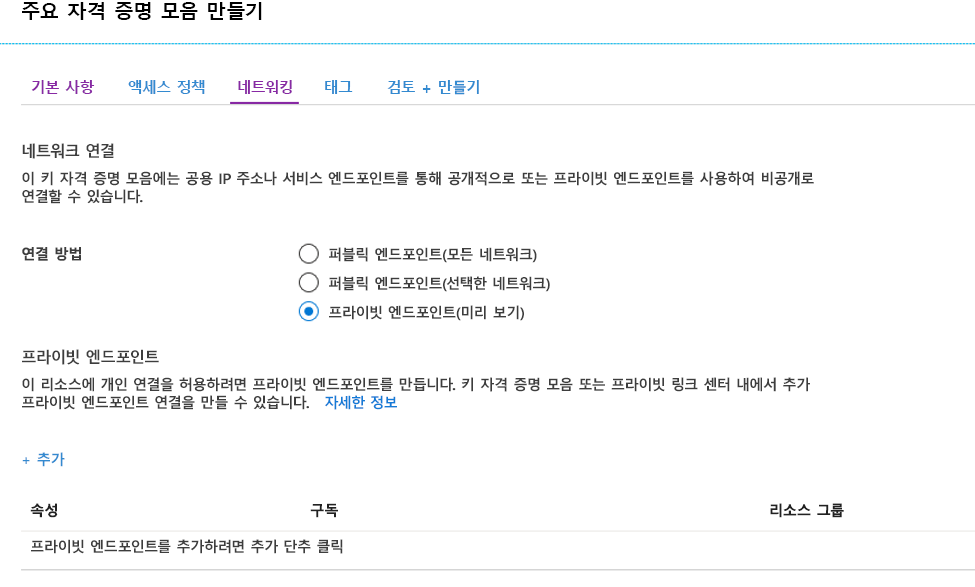 주요 자격 증명 모음 만들기
기본 사항 액세스 정책 네트워킹 태그 검토 + 만들기
네트워크 연결
이 키 자격 증명 모음에는 공용 IP 주소나 서비스 엔드포인트를 통해 공개적으로 또는 프라이빗 엔드포인트를 사용하여 비공개로
연결할 수 있습니다.
연결 방법
퍼블릭 엔드포인트(모든 네트워크)
퍼블릭 엔드포인트(선택한 네트워크)
프라이빗 엔드포인트(미리 보기)
프라이빗 엔드포인트
이 리소스에 개인 연결을 허용하려면 프라이빗 엔드포인트를 만듭니다. 키 자격 증명 모음 또는 프라이빗 링크 센터 내에서 추가
프라이빗 엔드포인트 연결을 만들 수 있습니다. 자세한 정보
+ 추가
속성 구독 리소스 그룹
프라이빗 엔드포인트를 추가하려면 추가 단추 클릭